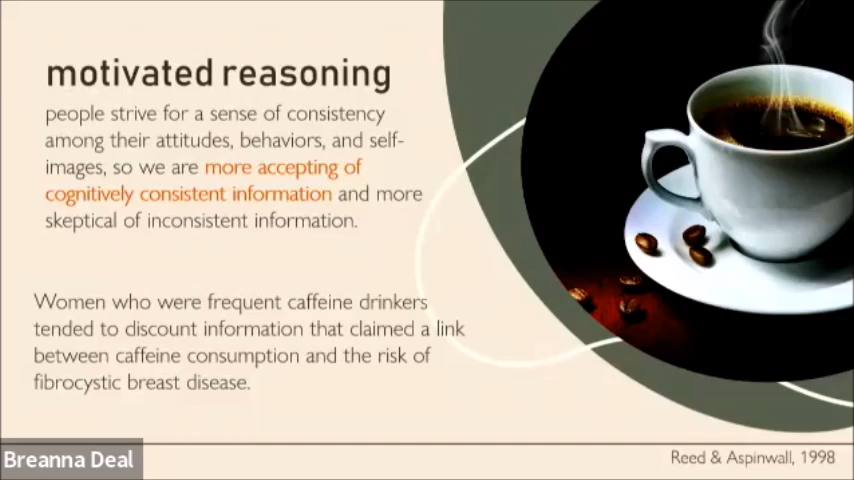 motivated reasoning
people strive for a sense of consistency
among their attitudes, behaviors, and self-
images, so we are more accepting of
cognitively consistent information and more
skeptical of inconsistent information.
Women who were frequent caffeine drinkers
tended to discount information that claimed a link
between caffeine consumption and the risk of
fibrocystic breast disease.
Breanna Deal
Reed & Aspinwall, 1998